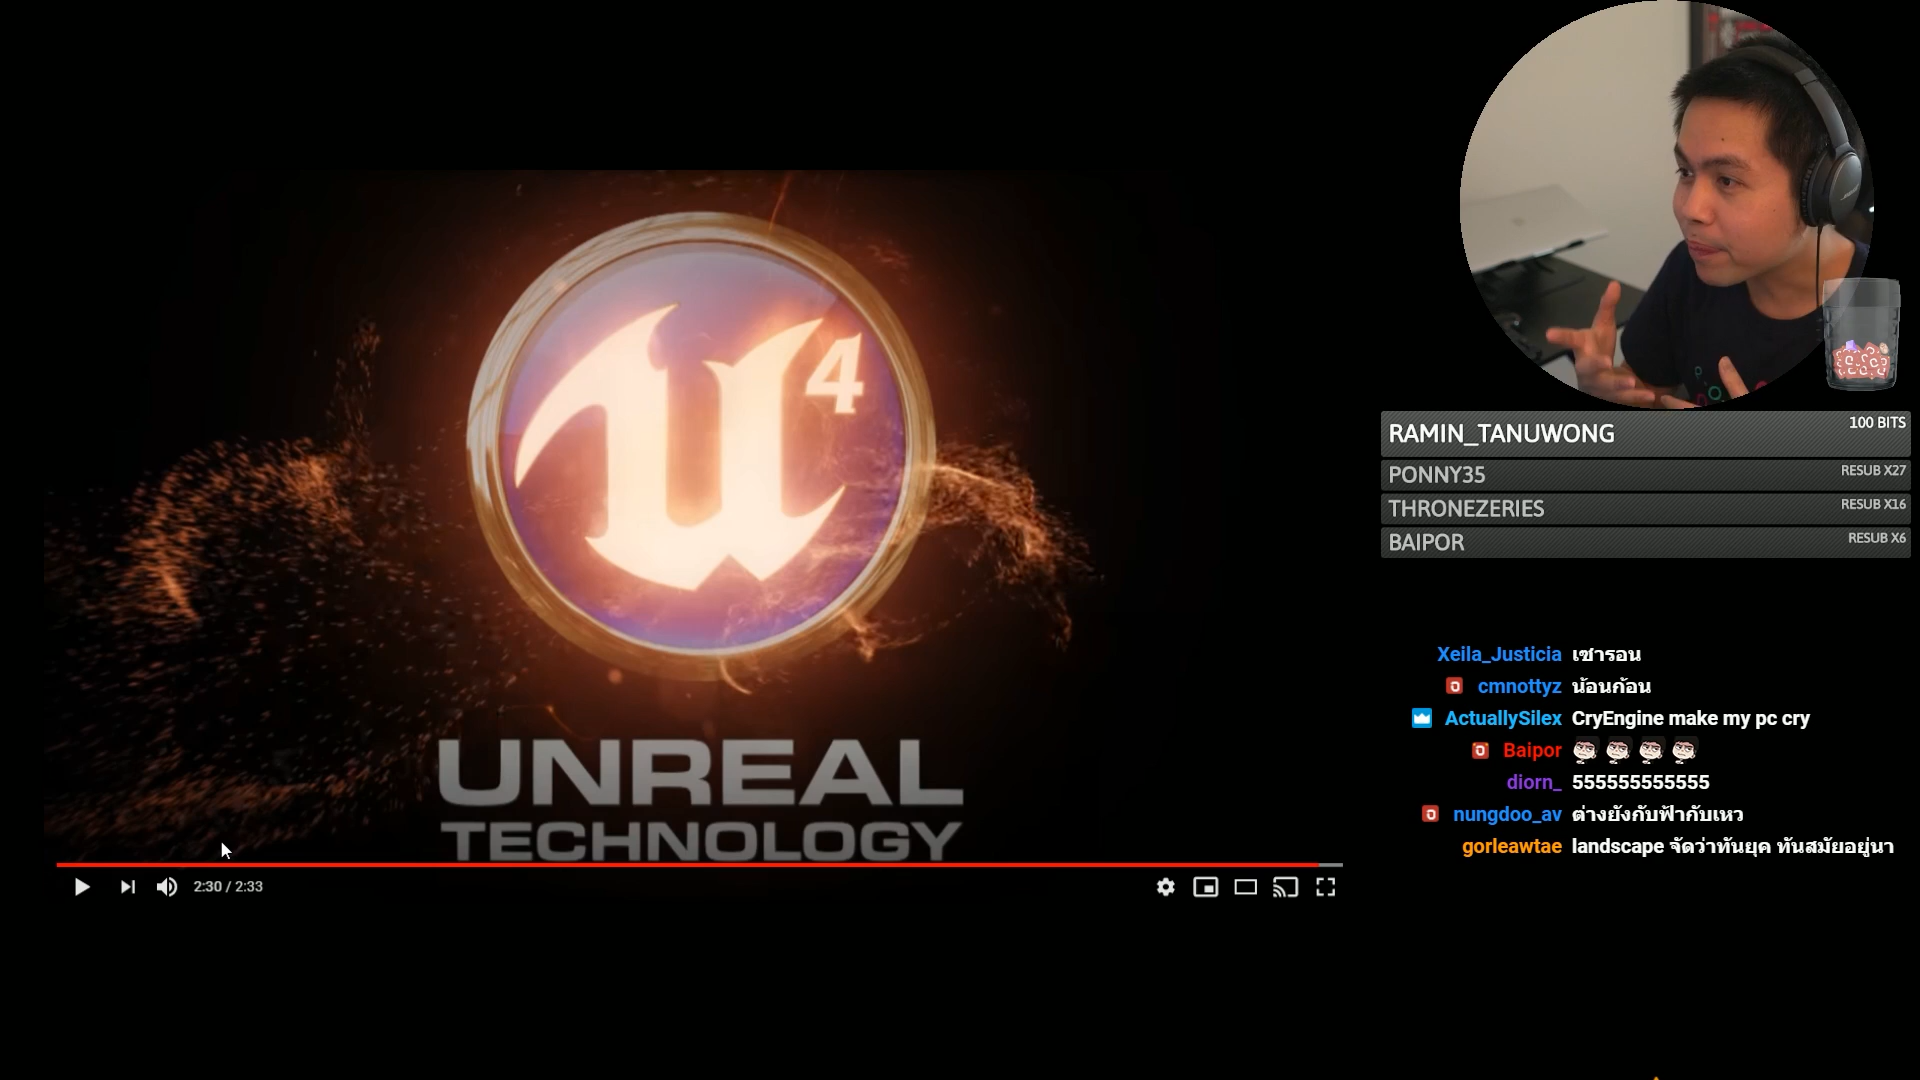 4
UNREAL
TECHNOLOGY
2:30 / 2:33
RAMIN_TANUWONG 100 BITS
PONNY35 RESUB X27
THRONEZERIES RESUB X16
BAIPOR RESUB X6
Xeila_Justicia เซารอน
cmnottyz น้อนก้อน
ActuallySilex CryEngine make my pc cry
Baipor
diorn_ 555555555555
nungdoo_av ต่างยังกับฟ้ากับเหว
gorleawtae landscape จัดว่าทันยุค ทันสมัยอยู่นา